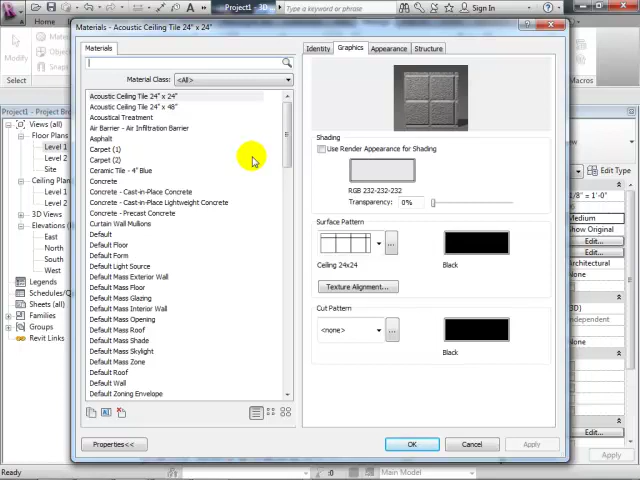 Project1 - 3D
Type a keyword or phrase
Sign In
Home
Modify
Select
Materials - Acoustic Ceiling Tile 24" x 24"
Materials
Material Class:
<All>
Acoustic Ceiling Tile 24" x 24"
Acoustic Ceiling Tile 24" x 48"
Acoustical Treatment
Air Barrier - Air Infiltration Barrier
Asphalt
Carpet (1)
Carpet (2)
Ceramic Tile - 4" Blue
Concrete
Concrete - Cast-in-Place Concrete
Concrete - Cast-in-Place Lightweight Concrete
Concrete - Precast Concrete
Curtain Wall Mullions
Default
Default Floor
Default Form
Default Light Source
Default Mass Exterior Wall
Default Mass Floor
Default Mass Glazing
Default Mass Interior Wall
Default Mass Opening
Default Mass Roof
Default Mass Shade
Default Mass Skylight
Default Mass Zone
Default Roof
Default Wall
Default Zoning Envelope
Properties<<
Identity
Graphics
Appearance
Structure
Shading
Use Render Appearance for Shading
RGB 232-232-232
Transparency:
0%
Surface Pattern
Ceiling 24x24
Black
Texture Alignment...
Cut Pattern
<none>
Black
OK
Cancel
Apply
Views (all)
Floor Plans
Level 1
Level 2
Site
Ceiling Plans
Level 1
Level 2
3D Views
Elevations
East
North
South
West
Legends
Schedules/Qu
Sheets (all)
Families
Groups
Revit Links
Macros
Edit Type
1/8" = 1'-0"
Medium
Show Original
Edit...
Edit...
Architectural
None
Edit...
Apply
Ready
:0
Main Model